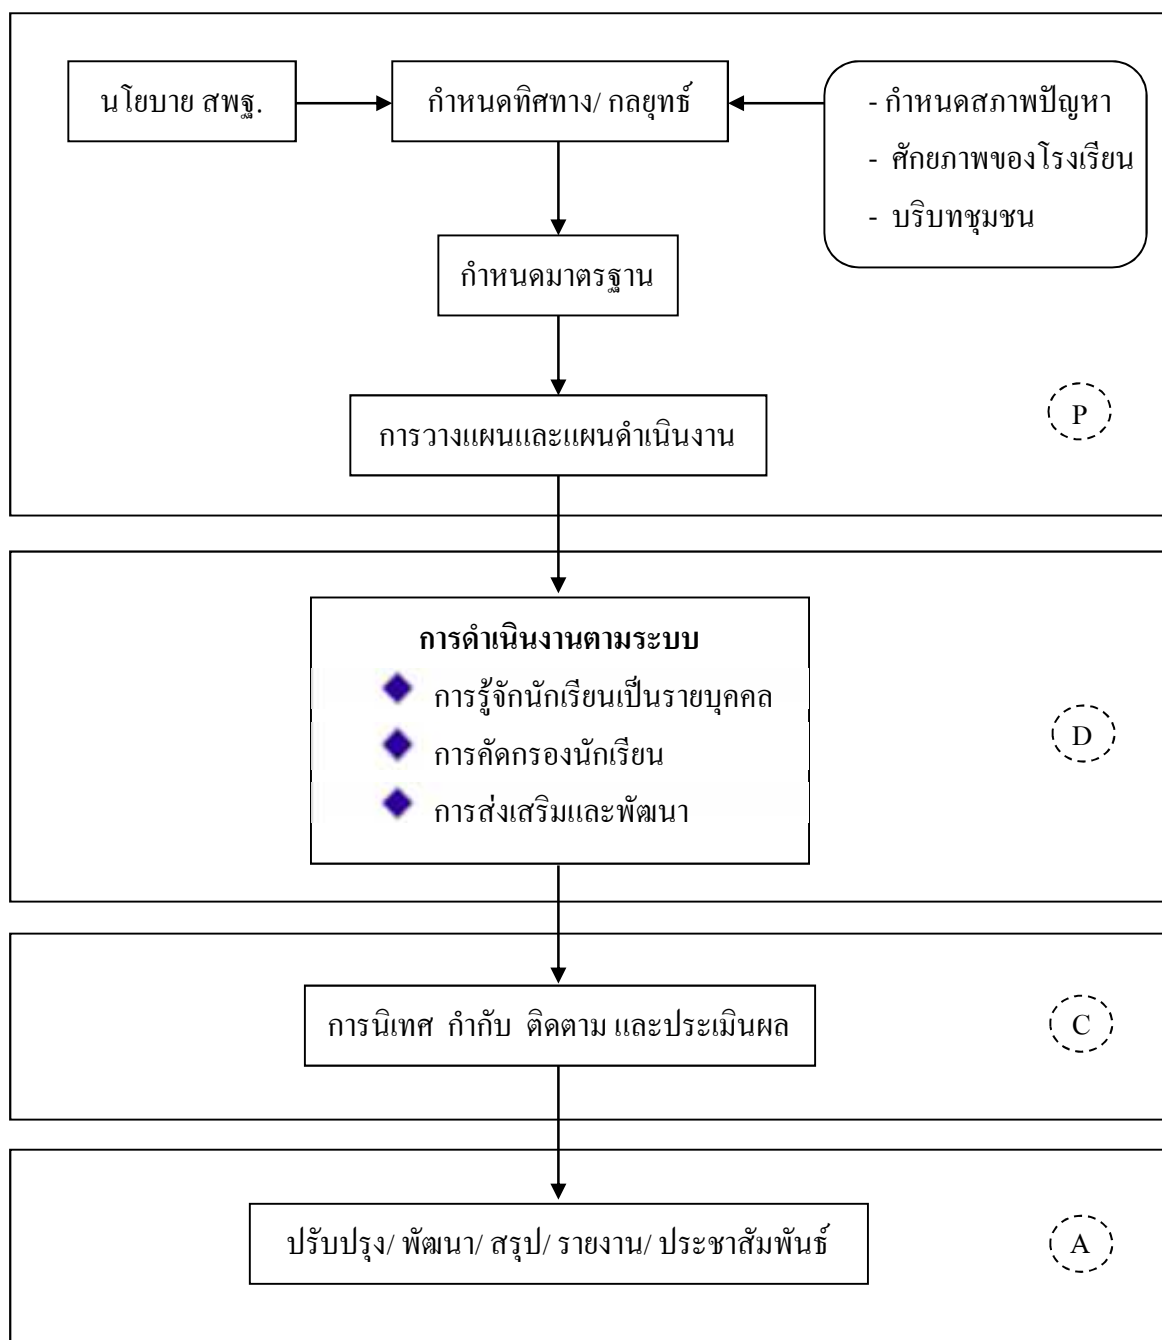 นโยบาย สพฐ.
กำหนดทิศทาง/ กลยุทธ์
- กำหนดสภาพปัญหา
- ศักยภาพของโรงเรียน
- บริบทชุมชน
กำหนดมาตรฐาน
P
การวางแผนและแผนดำเนินงาน
การดำเนินงานตามระบบ
การรู้จักนักเรียนเป็นรายบุคคล
D
การคัดกรองนักเรียน
การส่งเสริมและพัฒนา
การนิเทศ กำกับ ติดตาม และประเมินผล
C
ปรับปรุง/ พัฒนา/ สรุป/ รายงาน/ ประชาสัมพันธ์
A